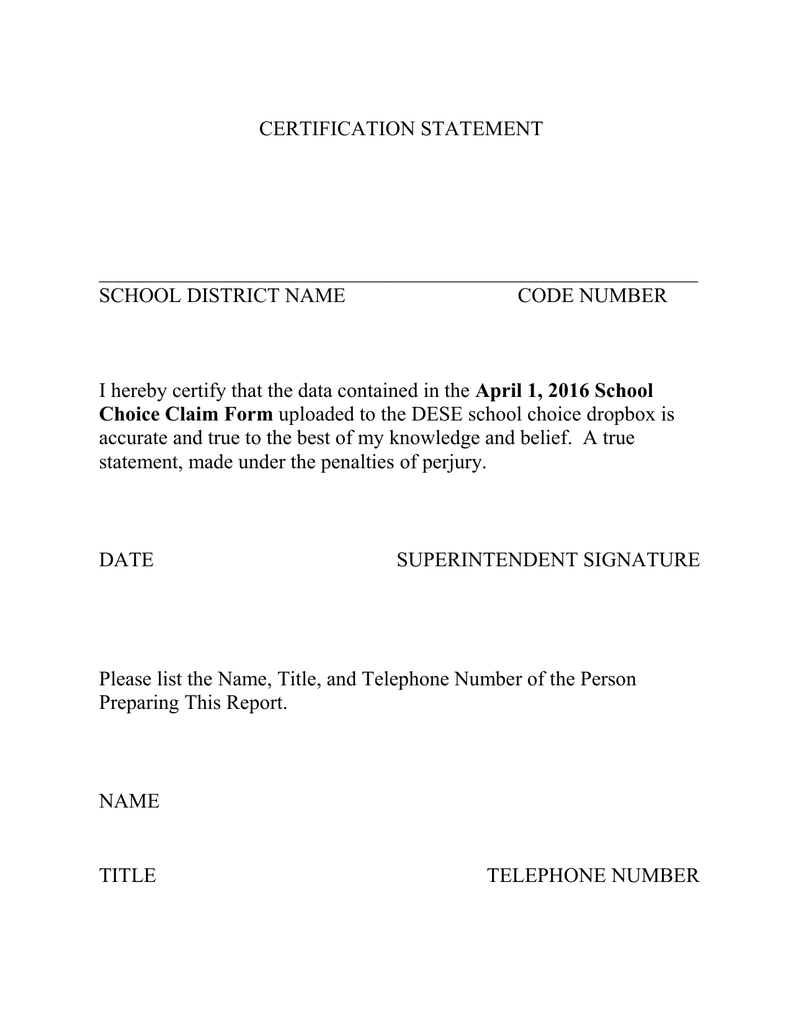 CERTIFICATION STATEMENT
SCHOOL DISTRICT NAME CODE NUMBER
I hereby certify that the data contained in the April 1, 2016 School
Choice Claim Form uploaded to the DESE school choice dropbox is
accurate and true to the best of my knowledge and belief.  A true
statement, made under the penalties of perjury.
DATE SUPERINTENDENT SIGNATURE
Please list the Name, Title, and Telephone Number of the Person
Preparing This Report.
NAME
TITLE TELEPHONE NUMBER